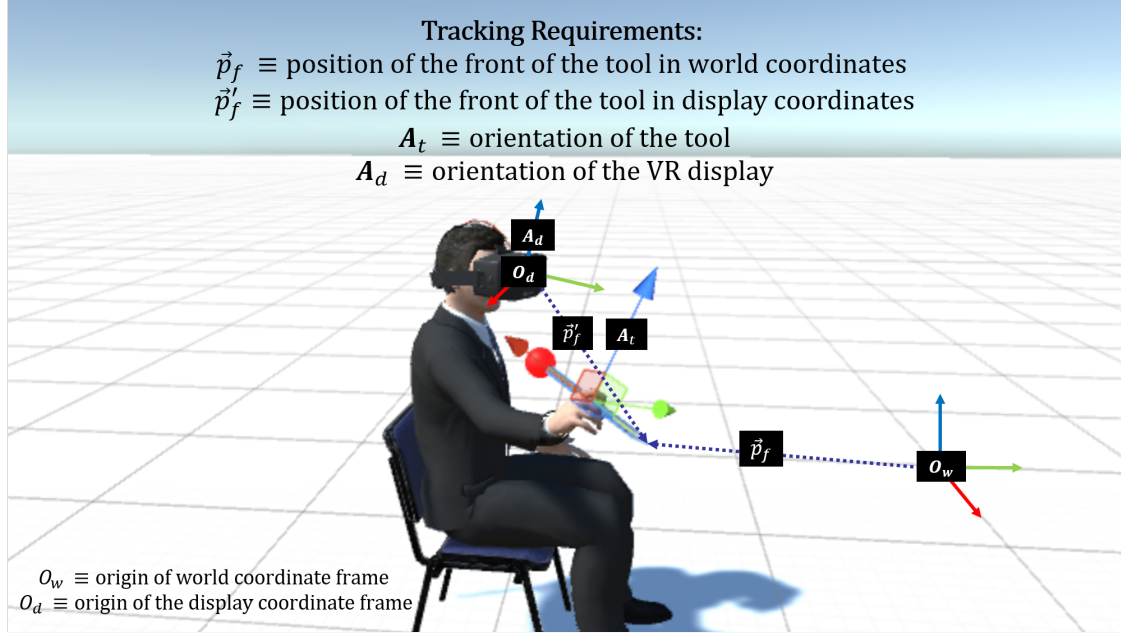 Tracking Requirements:
p⃗_f ≡ position of the front of the tool in world coordinates
p⃗′_f ≡ position of the front of the tool in display coordinates
A_t ≡ orientation of the tool
A_d ≡ orientation of the VR display
A_d
O_d
p⃗′_f
A_t
p⃗_f
O_w
O_w ≡ origin of world coordinate frame
O_d ≡ origin of the display coordinate frame